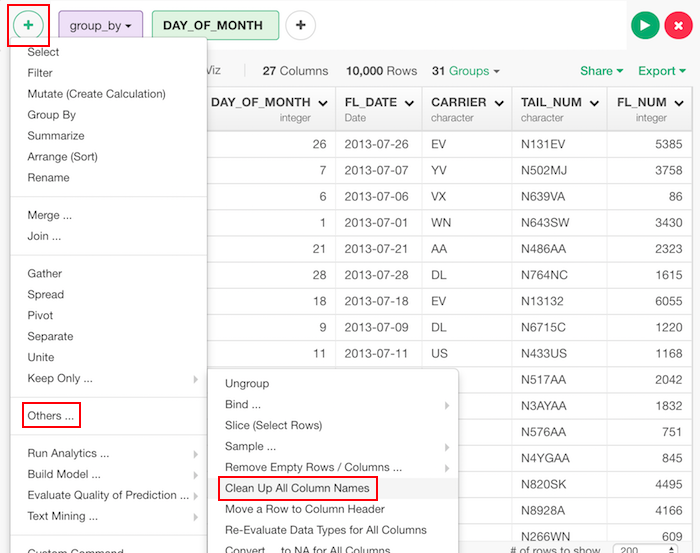 + group_by DAY_OF_MONTH +
Select
Filter
Mutate (Create Calculation)
Group By
Summarize
Arrange (Sort)
Rename
Merge ...
Join ...
Gather
Spread
Pivot
Separate
Unite
Keep Only ...
Others ...
Run Analytics ...
Build Model ...
Evaluate Quality of Prediction ...
Text Mining ...
Custom Command
Viz 27 Columns 10,000 Rows 31 Groups Share Export
DAY_OF_MONTH FL_DATE CARRIER TAIL_NUM FL_NUM
integer Date character character integer
26 2013-07-26 EV N131EV 5385
7 2013-07-07 YV N502MJ 3758
6 2013-07-06 VX N639VA 86
1 2013-07-01 WN N643SW 3430
21 2013-07-21 AA N486AA 2323
28 2013-07-28 DL N764NC 1615
18 2013-07-18 EV N13132 6055
9 2013-07-09 DL N6715C 1220
11 2013-07-11 US N433US 1168
N517AA 2042
N3AYAA 1832
N576AA 751
N4YGAA 845
N820SK 4495
N8928A 4166
N266WN 209
Ungroup
Bind ...
Slice (Select Rows)
Sample ...
Remove Empty Rows / Columns ...
Clean Up All Column Names
Move a Row to Column Header
Re-Evaluate Data Types for All Columns
Convert ... to NA for All Columns
# of rows to show 200